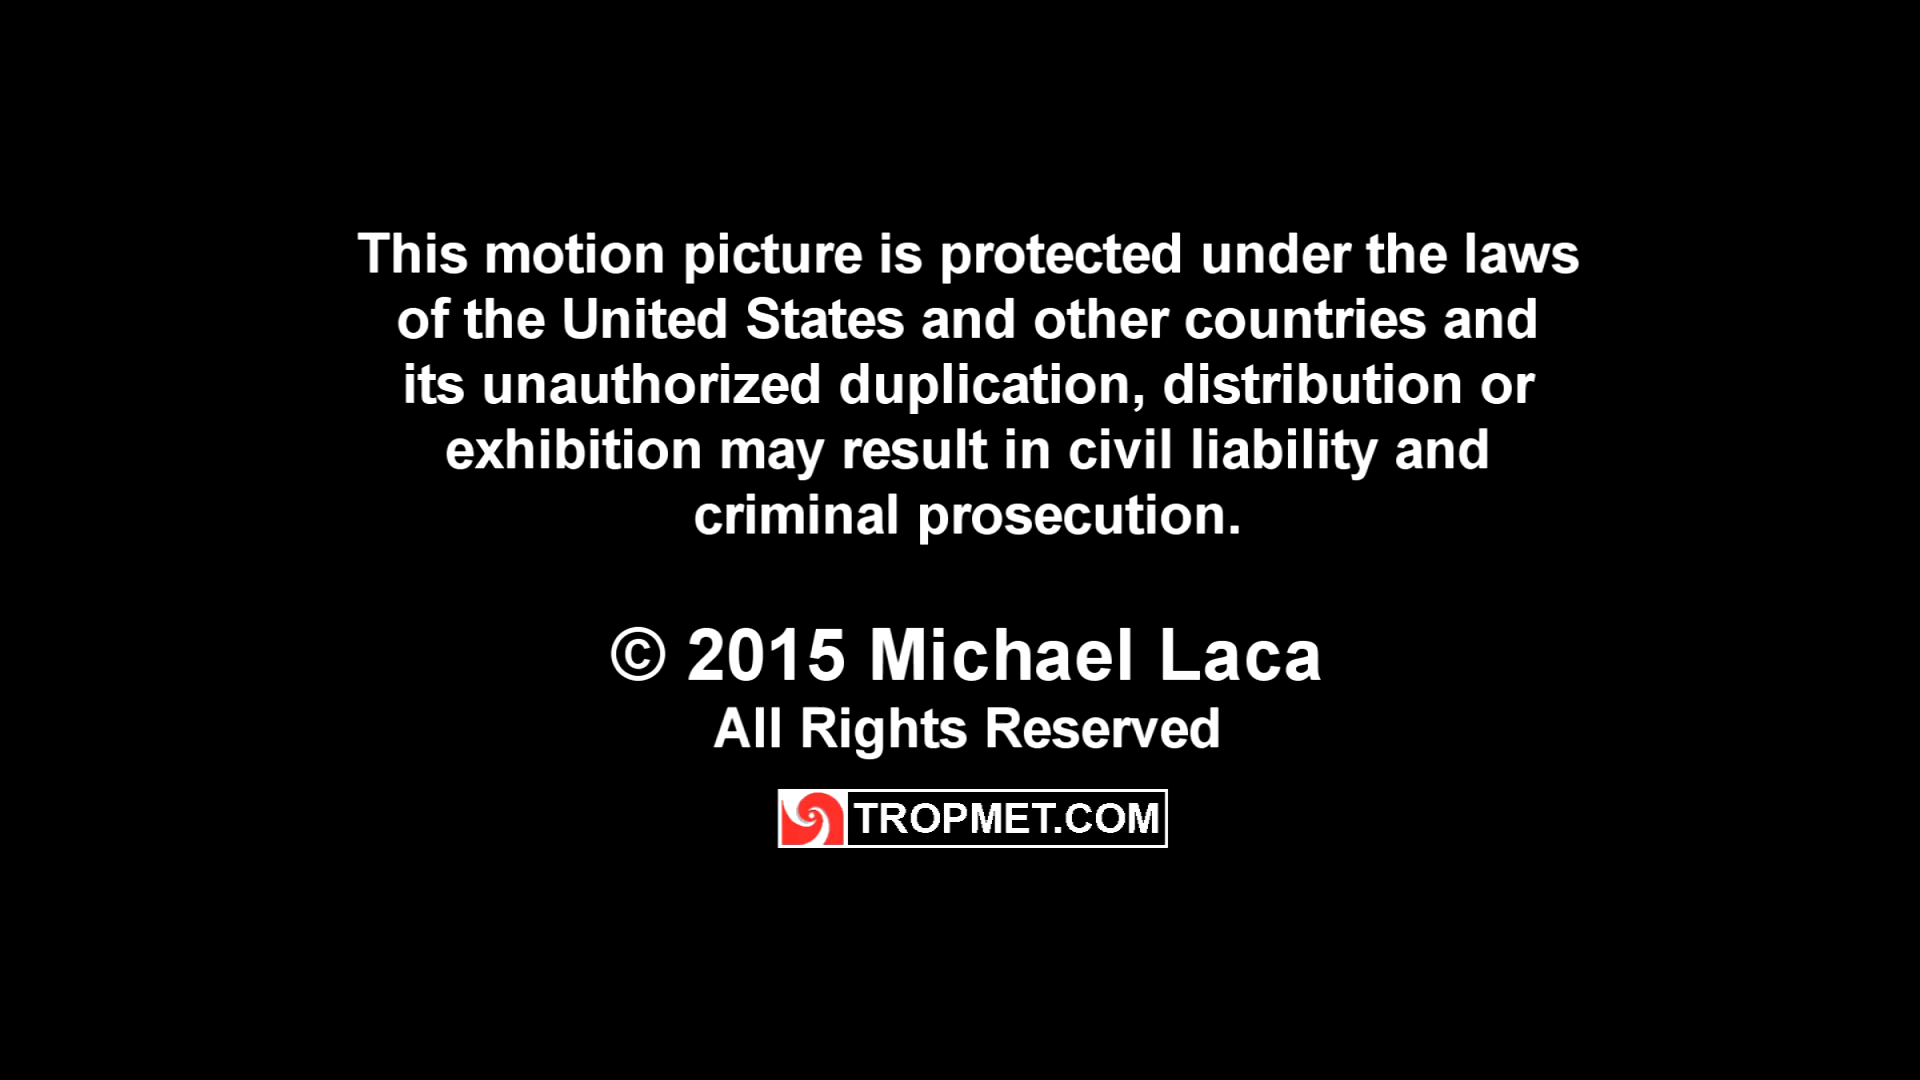 This motion picture is protected under the laws
of the United States and other countries and
its unauthorized duplication, distribution or
exhibition may result in civil liability and
criminal prosecution.
© 2015 Michael Laca
All Rights Reserved
TROPMET.COM